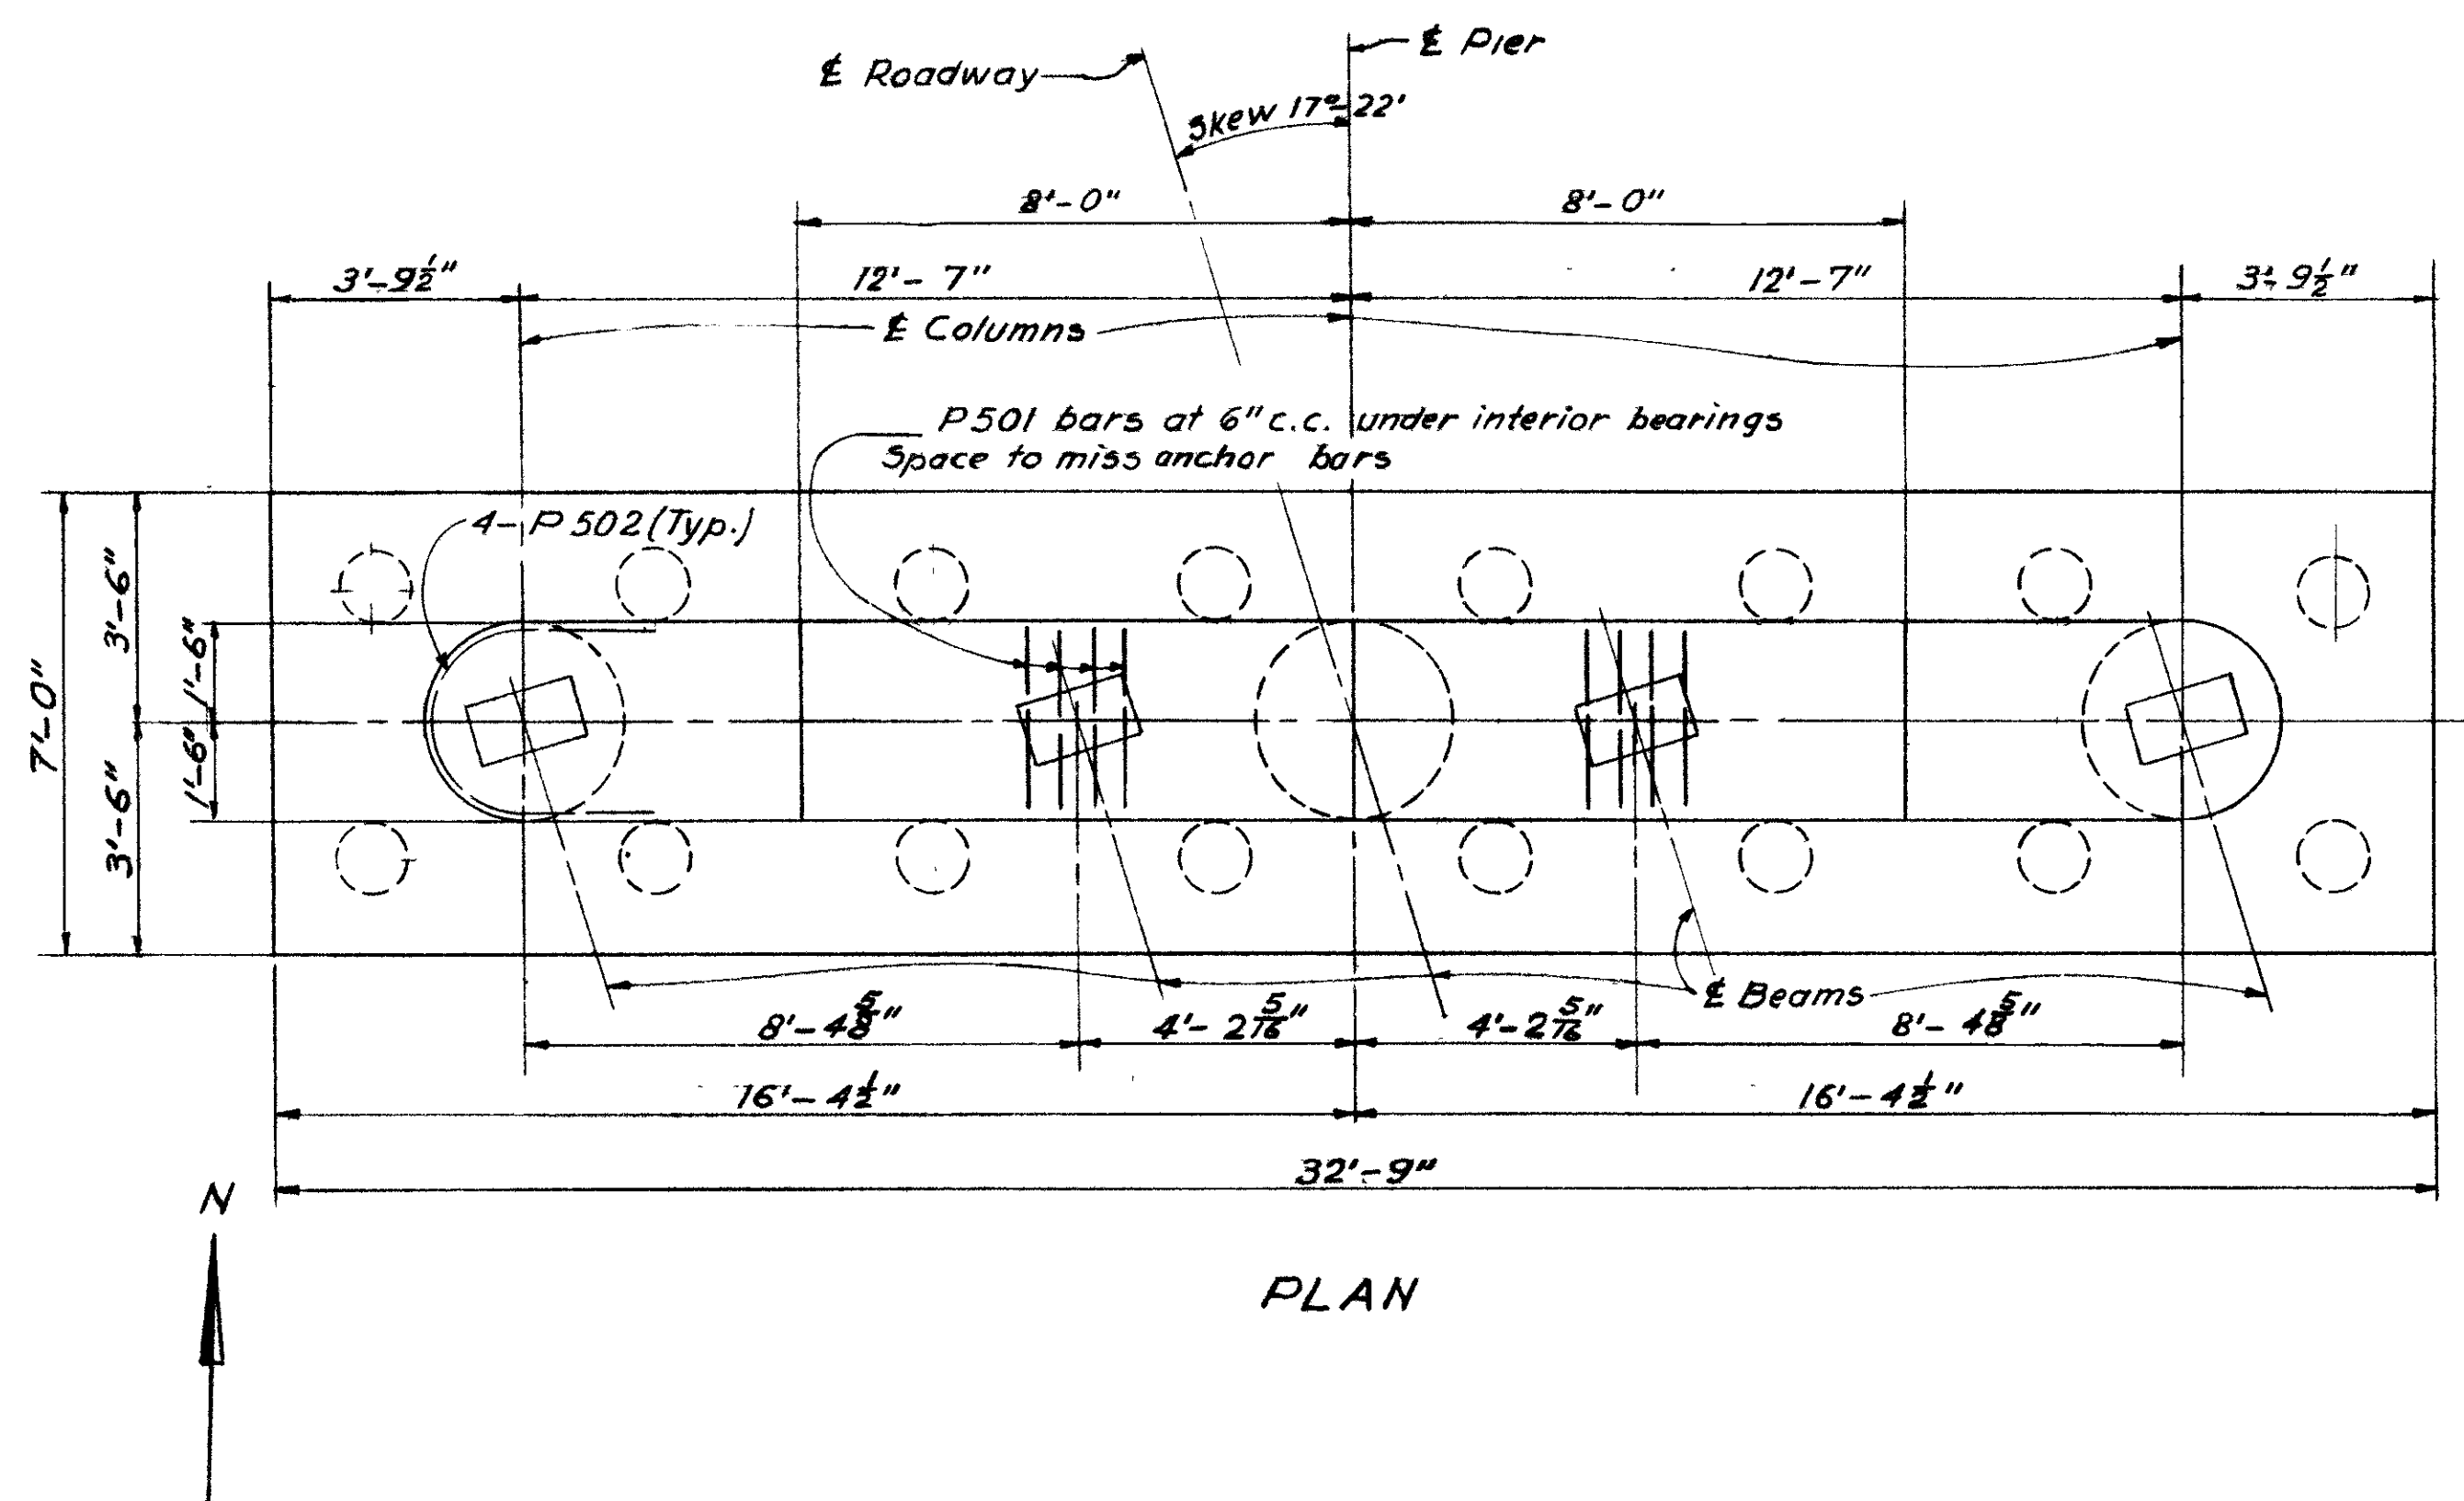 ℄ Pier
℄ Roadway
Skew 17°-22'
8'-0"
8'-0"
3'-9½"
12'-7"
12'-7"
3'-9½"
℄ Columns
P501 bars at 6" c.c. under interior bearings
Space to miss anchor bars
4-P502 (Typ.)
7'-0"
3'-6"
3'-6"
1'-6"
1'-6"
℄ Beams
8'-4⅝"
4'-2 5/16"
4'-2 5/16"
8'-4⅝"
16'-4½"
16'-4½"
32'-9"
N
PLAN